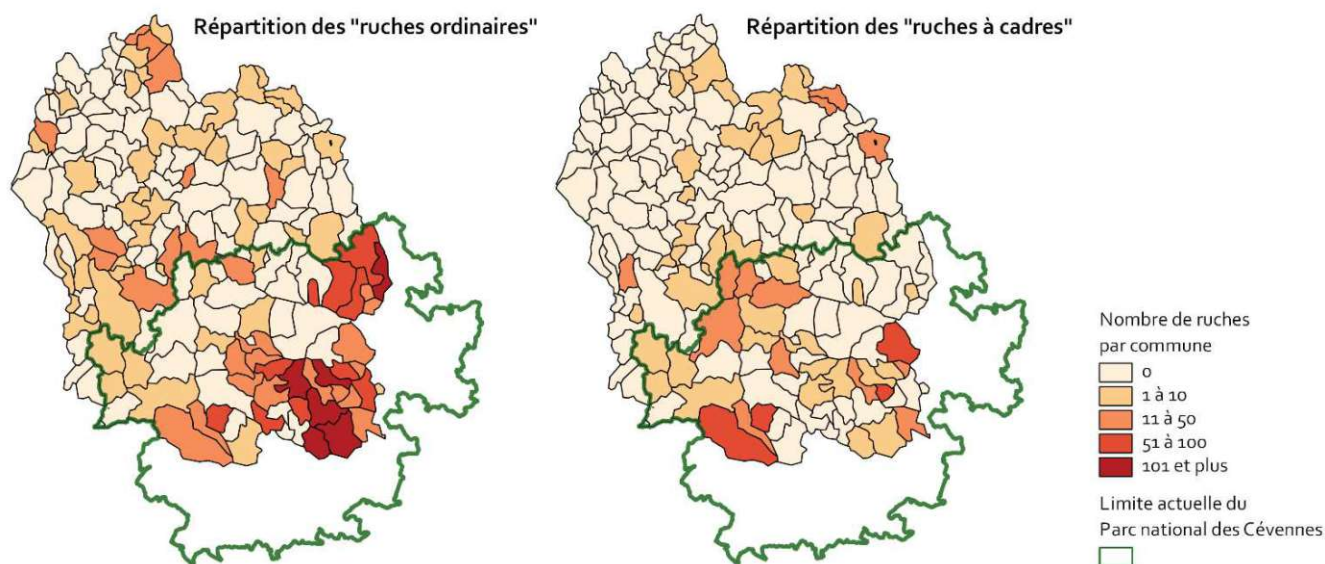 Répartition des "ruches ordinaires"
Répartition des "ruches à cadres"
Nombre de ruches
par commune
0
1 à 10
11 à 50
51 à 100
101 et plus
Limite actuelle du
Parc national des Cévennes